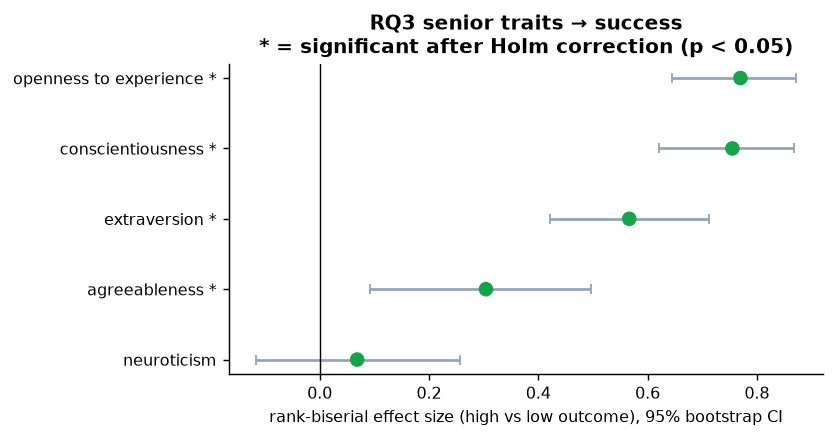 RQ3 senior traits → success
* = significant after Holm correction (p < 0.05)
openness to experience *
conscientiousness *
extraversion *
agreeableness *
neuroticism
0.0 0.2 0.4 0.6 0.8
rank-biserial effect size (high vs low outcome), 95% bootstrap CI